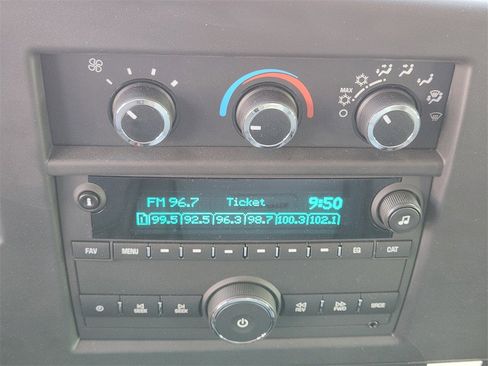 MAX
FM 96.7 Ticket 9:50
1 99.5 92.5 96.3 98.7 100.3 102.1
FAV MENU EQ CAT
SEEK SEEK REV FWD SRCE